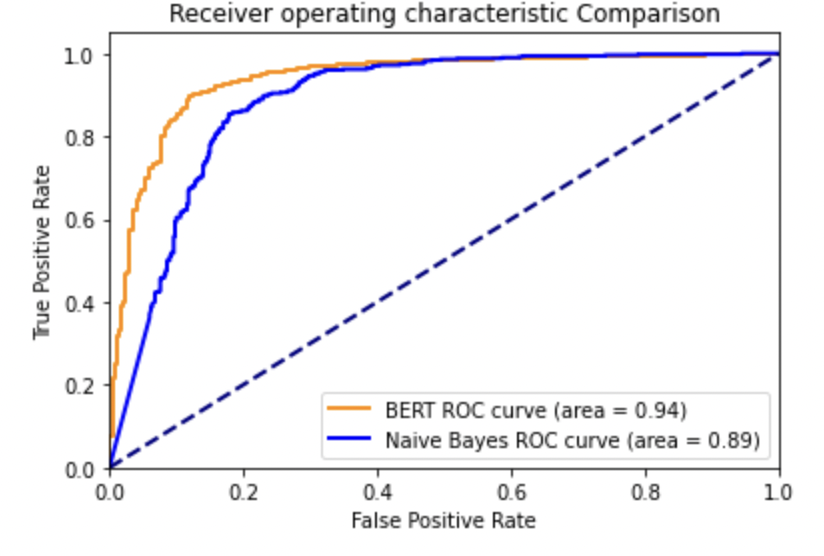 Receiver operating characteristic Comparison
1.0
0.8
0.6
0.4
0.2
0.0
True Positive Rate
BERT ROC curve (area = 0.94)
Naive Bayes ROC curve (area = 0.89)
0.0 0.2 0.4 0.6 0.8 1.0
False Positive Rate